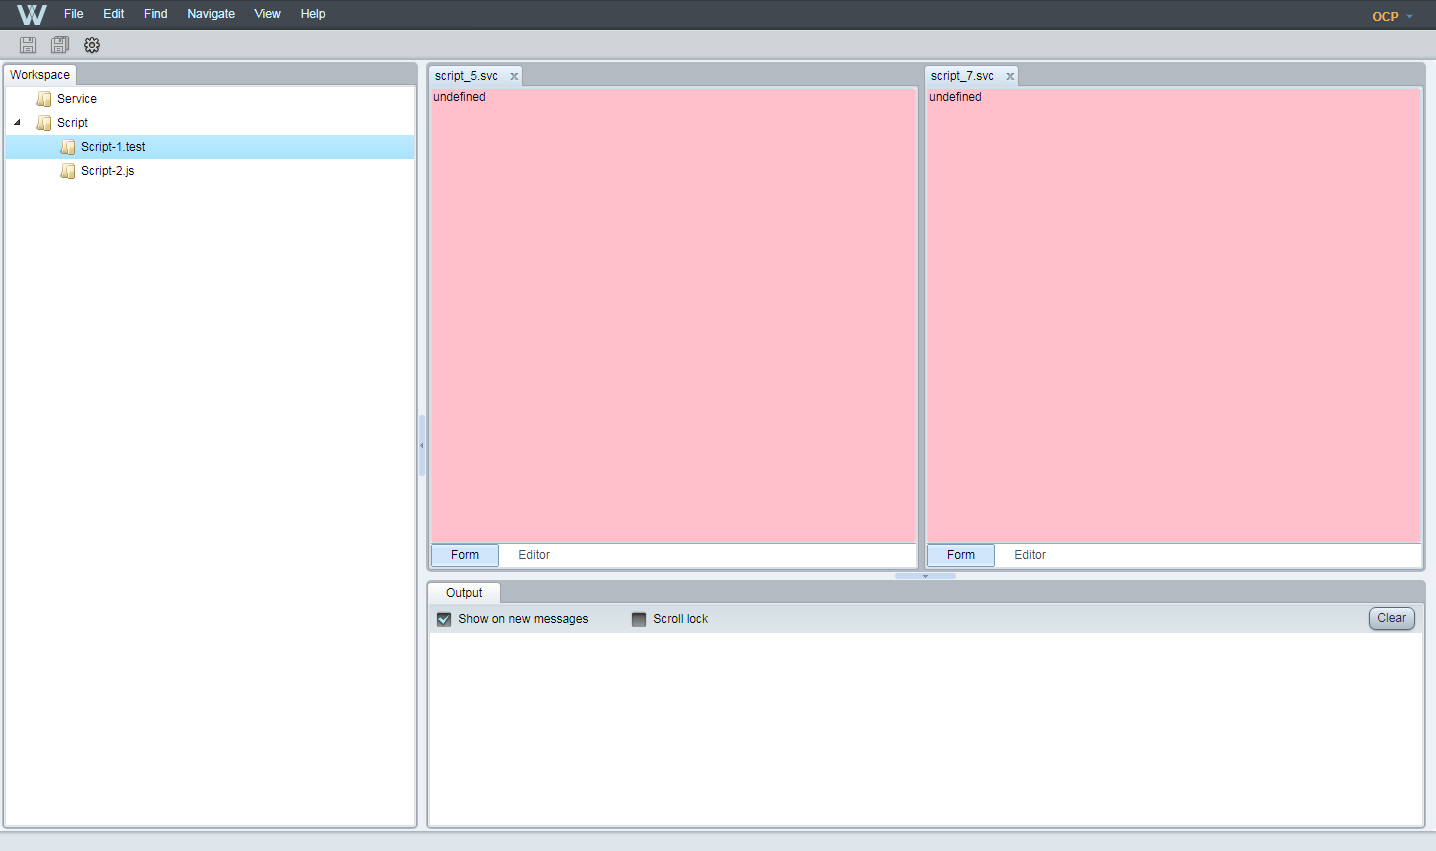 W File Edit Find Navigate View Help OCP
Workspace
Service
Script
Script-1.test
Script-2.js
script_5.svc x
undefined
Form Editor
script_7.svc x
undefined
Form Editor
Output
Show on new messages Scroll lock Clear